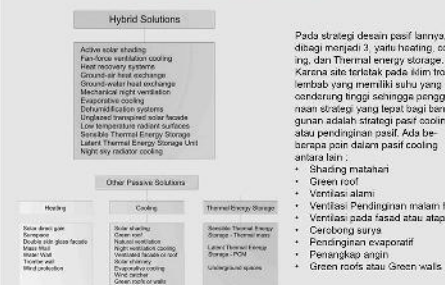 Hybrid Solutions
Active solar shading
Fan-force ventilation cooling
Heat recovery systems
Ground-air heat exchange
Ground-water heat exchange
Mechanical night ventilation
Evaporative cooling
Dehumidification systems
Unglazed transpired solar facade
Low temperature radiant surfaces
Sensible Thermal Energy Storage
Latent Thermal Energy Storage Unit
Night sky radiator cooling
Other Passive Solutions
Heating
Solar direct gain
Sunspace
Double skin glass facade
Mass Wall
Water Wall
Trombe wall
Wind protection
Cooling
Solar shading
Green roof
Natural ventilation
Night ventilation cooling
Ventilated facade or roof
Solar chimney
Evaporative cooling
Wind catcher
Green roofs or walls
Thermal Energy Storage
Sensible Thermal Energy
Storage - Thermal mass
Latent Thermal Energy
Storage - PCM
Underground spaces
Pada strategi desain pasif lannya,
dibagi menjadi 3, yaitu heating,
ing, dan Thermal energy storage.
Karena site terletak pada iklim
lembab yang memiliki suhu yang
cenderung tinggi sehingga
naan strategi yang tepat bagi
gunan adalah strategi pasif
atau pendinginan pasif. Ada be-
berapa poin dalam pasif cooling
antara lain :
• Shading matahari
• Green roof
• Ventilasi alami
• Ventilasi Pendinginan malam
• Ventilasi pada fasad atau
• Cerobong surya
• Pendinginan evaporatif
• Penangkap angin
• Green roofs atau Green walls